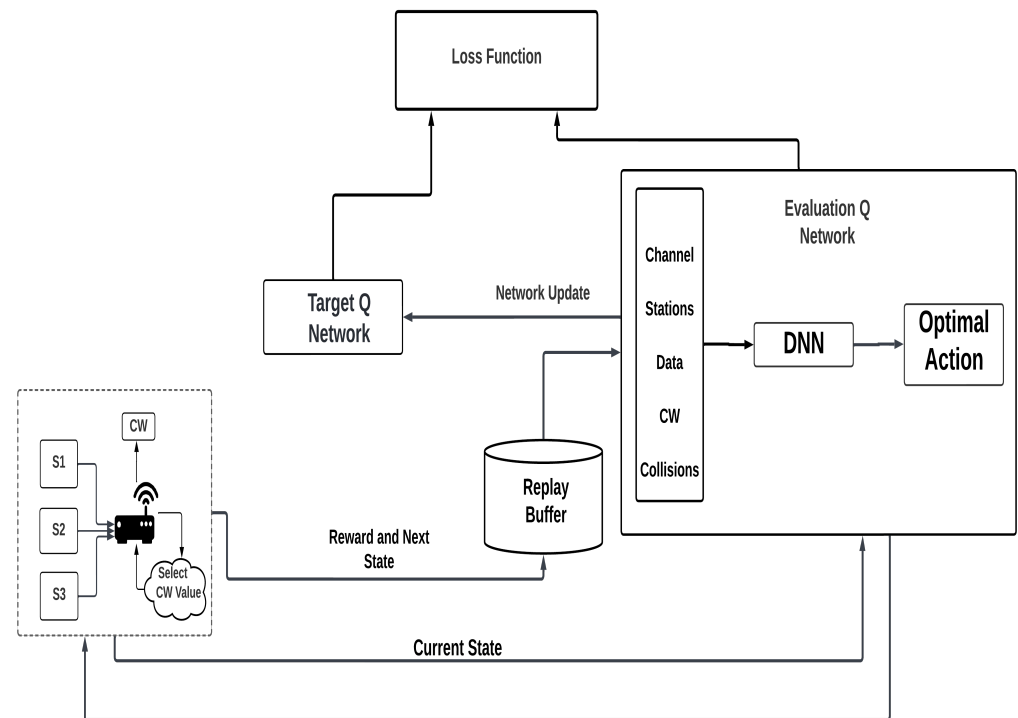 Loss Function
Evaluation Q
Network
Channel
Stations
Data
CW
Collisions
DNN
Optimal
Action
Network Update
Target Q
Network
CW
S1
S2
S3
Select
CW Value
Replay
Buffer
Reward and Next
State
Current State